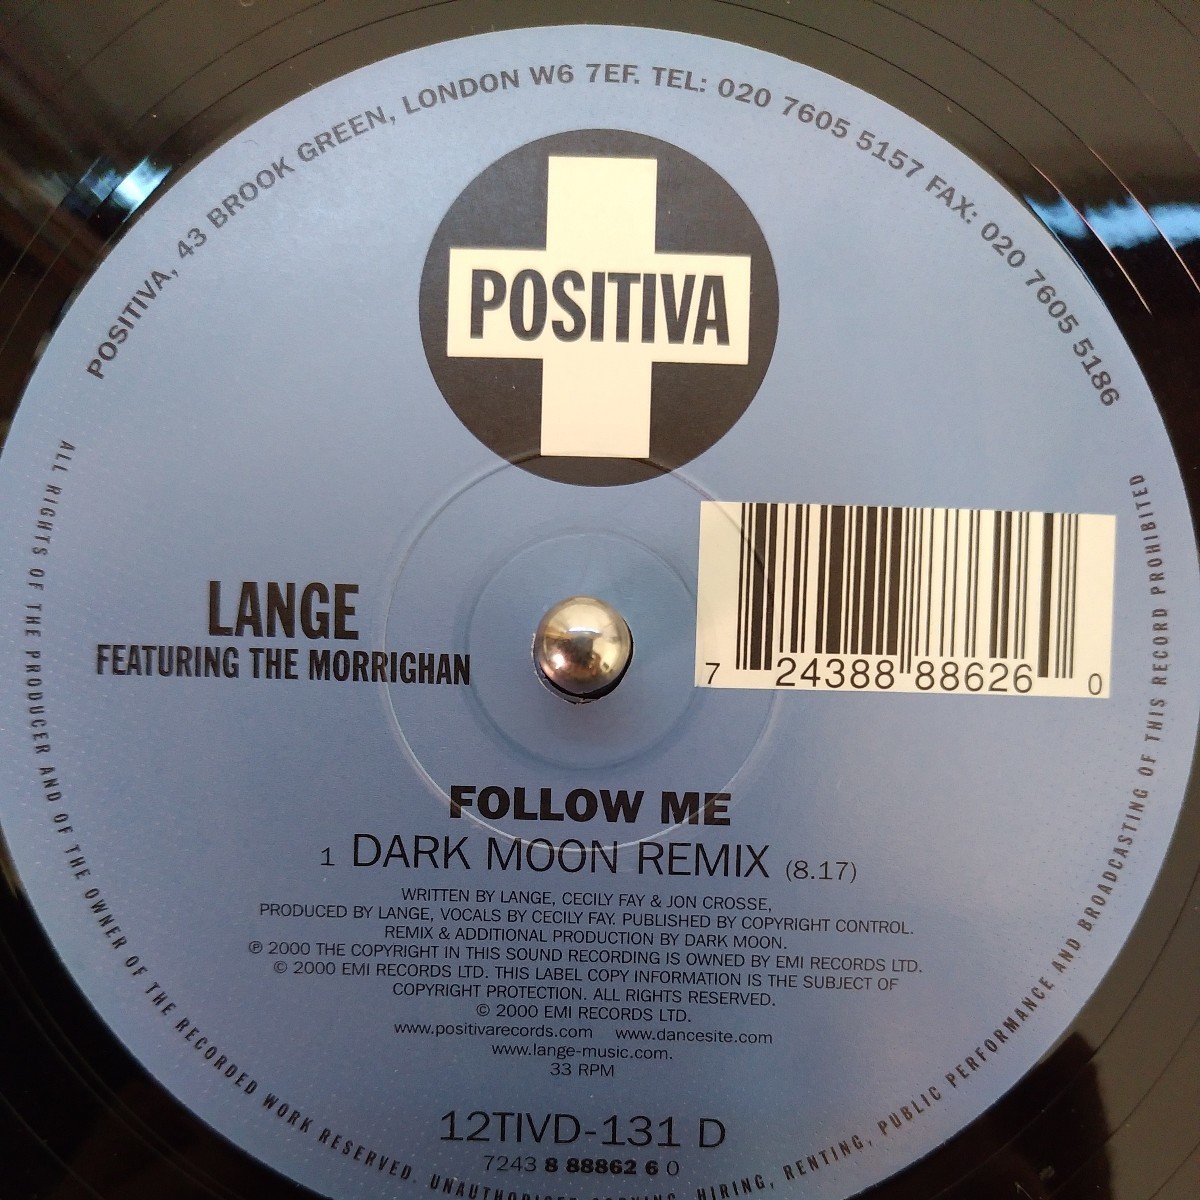 POSITIVA, 43 BROOK GREEN, LONDON W6 7EF. TEL: 020 7605 5157 FAX: 020 7605 5186
POSITIVA
7 24388 88626 0
LANGE
FEATURING THE MORRIGHAN
FOLLOW ME
1 DARK MOON REMIX (8.17)
WRITTEN BY LANGE, CECILY FAY & JON CROSSE,
PRODUCED BY LANGE, VOCALS BY CECILY FAY. PUBLISHED BY COPYRIGHT CONTROL.
REMIX & ADDITIONAL PRODUCTION BY DARK MOON.
℗ 2000 THE COPYRIGHT IN THIS SOUND RECORDING IS OWNED BY EMI RECORDS LTD.
© 2000 EMI RECORDS LTD. THIS LABEL COPY INFORMATION IS THE SUBJECT OF
COPYRIGHT PROTECTION. ALL RIGHTS RESERVED.
© 2000 EMI RECORDS LTD.
www.positivarecords.com www.dancesite.com
www.lange-music.com.
33 RPM
12TIVD-131 D
7243 8 88862 6 0
ALL RIGHTS OF THE PRODUCER AND OF THE OWNER OF THE RECORDED WORK RESERVED. HIRING, RENTING, PUBLIC PERFORMANCE AND BROADCASTING OF THIS RECORD PROHIBITED